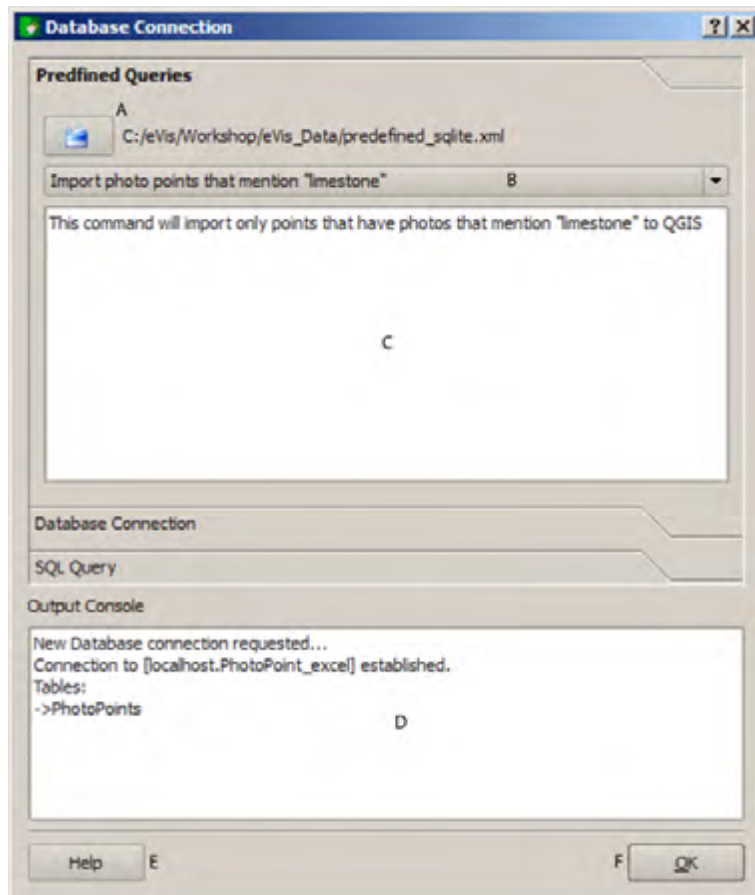 Database Connection
Predfined Queries
A
C:/eVis/Workshop/eVis_Data/predefined_sqlite.xml
Import photo points that mention "limestone" B
This command will import only points that have photos that mention "limestone" to QGIS
C
Database Connection
SQL Query
Output Console
New Database connection requested...
Connection to [localhost.PhotoPoint_excel] established.
Tables:
->PhotoPoints
D
Help E F OK